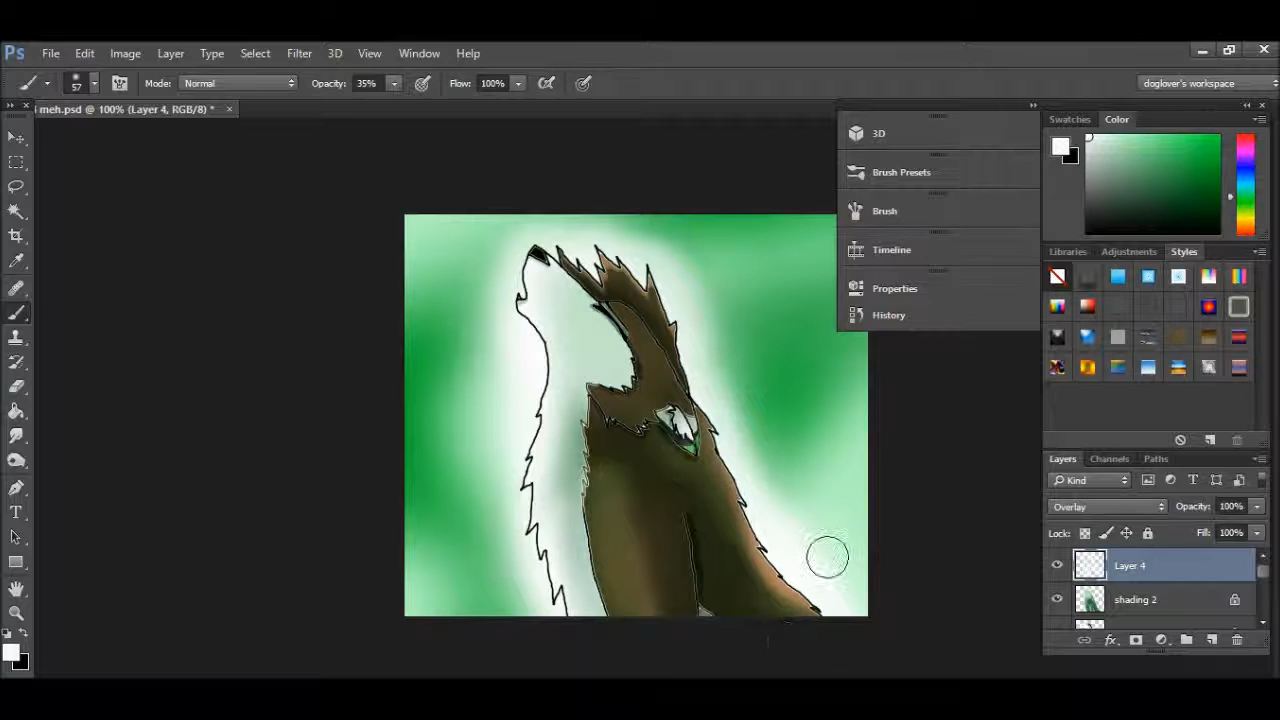 Ps File Edit Image Layer Type Select Filter 3D View Window Help
57 Mode: Normal Opacity: 35% Flow: 100% doglover's workspace
i meh.psd @ 100% (Layer 4, RGB/8) * ×
3D
Brush Presets
Brush
Timeline
Properties
History
Swatches Color
Libraries Adjustments Styles
Layers Channels Paths
Kind
Overlay Opacity: 100%
Lock: Fill: 100%
Layer 4
shading 2